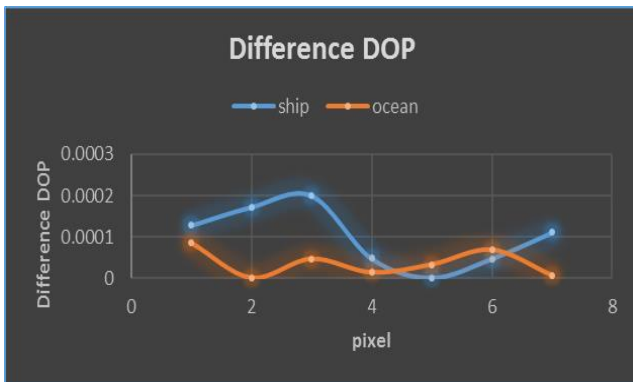 Difference DOP
ship ocean
Difference DOP
0.0003
0.0002
0.0001
0
0 2 4 6 8
pixel